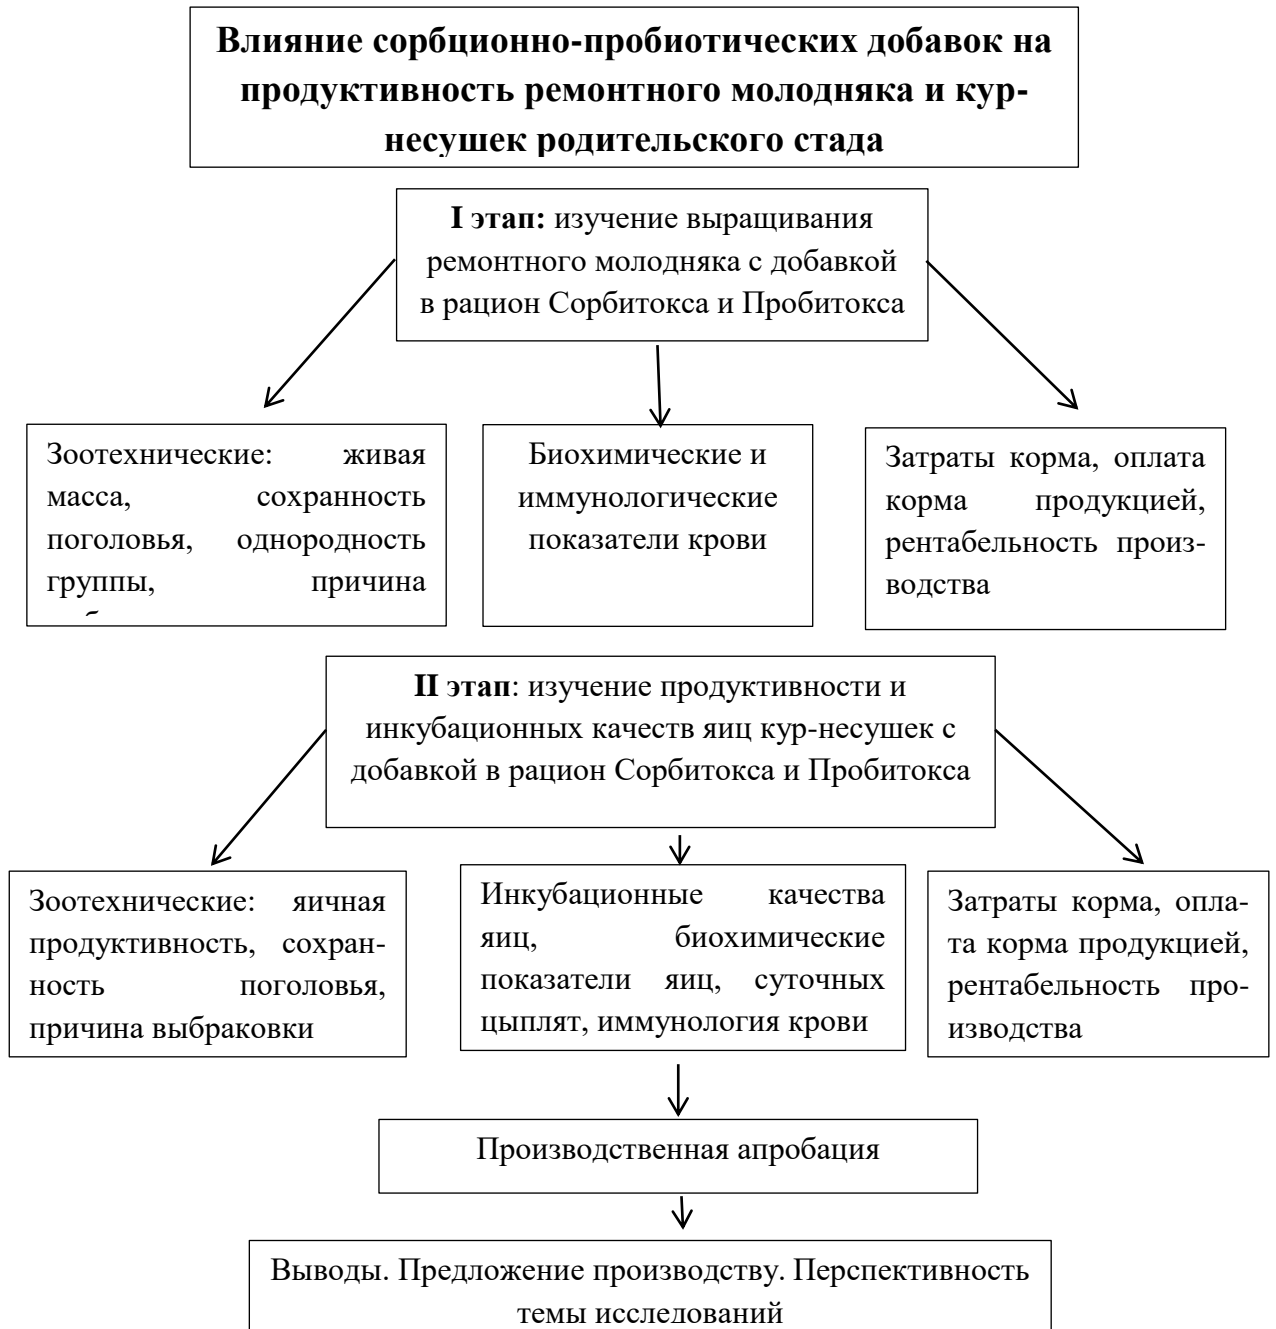 Влияние сорбционно-пробиотических добавок на
продуктивность ремонтного молодняка и кур-
несушек родительского стада
I этап: изучение выращивания
ремонтного молодняка с добавкой
в рацион Сорбитокса и Пробитокса
Зоотехнические: живая
масса, сохранность
поголовья, однородность
группы, причина
Биохимические и
иммунологические
показатели крови
Затраты корма, оплата
корма продукцией,
рентабельность произ-
водства
II этап: изучение продуктивности и
инкубационных качеств яиц кур-несушек с
добавкой в рацион Сорбитокса и Пробитокса
Зоотехнические: яичная
продуктивность, сохран-
ность поголовья,
причина выбраковки
Инкубационные качества
яиц, биохимические
показатели яиц, суточных
цыплят, иммунология крови
Затраты корма, опла-
та корма продукцией,
рентабельность про-
изводства
Производственная апробация
Выводы. Предложение производству. Перспективность
темы исследований